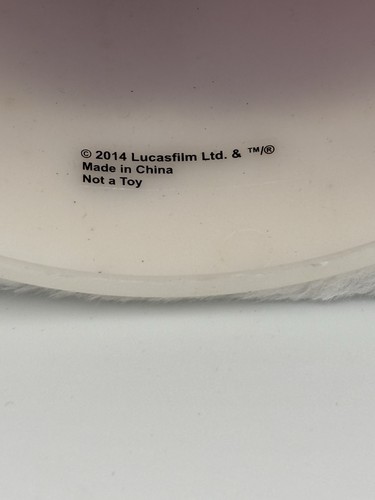 © 2014 Lucasfilm Ltd. & ™/®
Made in China
Not a Toy